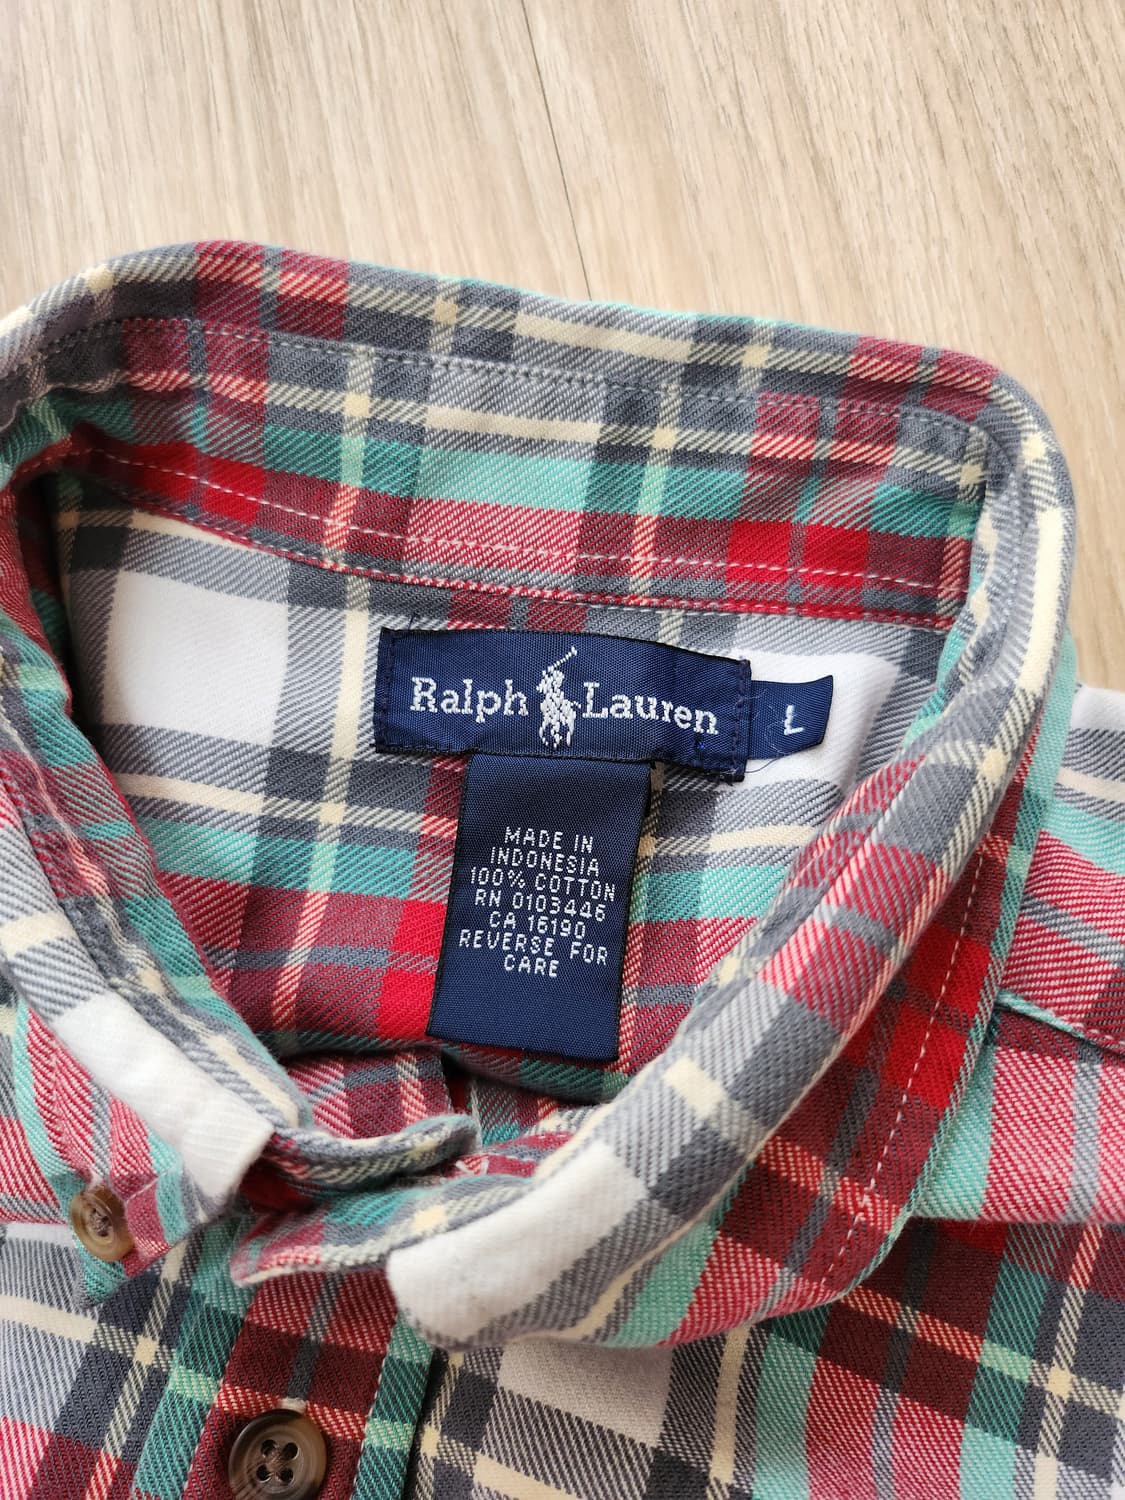 Ralph Lauren
L
MADE IN
INDONESIA
100% COTTON
RN 0103446
CA 16190
REVERSE FOR
CARE